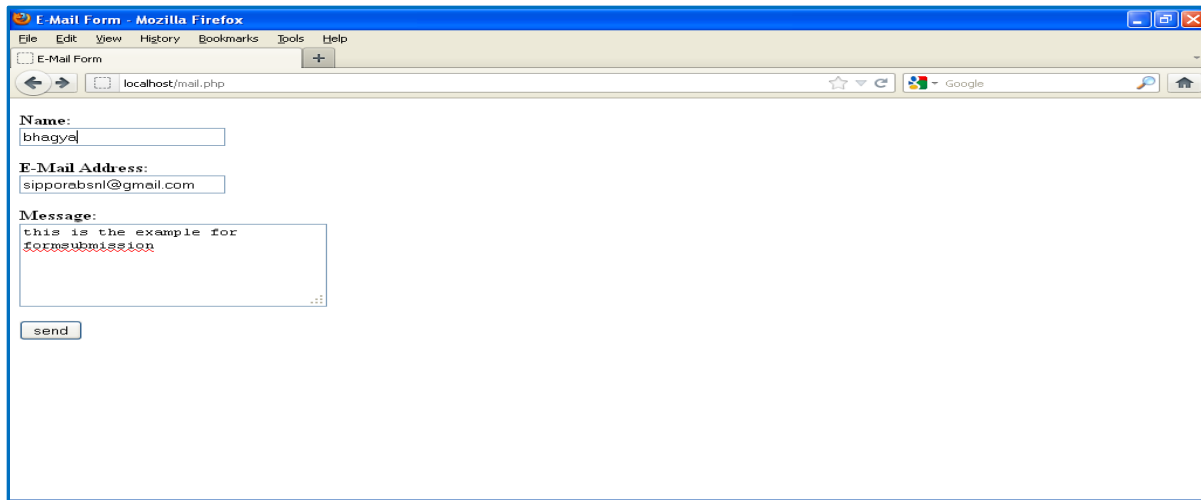 E-Mail Form - Mozilla Firefox
File Edit View History Bookmarks Tools Help
E-Mail Form +
localhost/mail.php Google
Name:
bhagya
E-Mail Address:
sipporabsnl@gmail.com
Message:
this is the example for
formsubmission
send